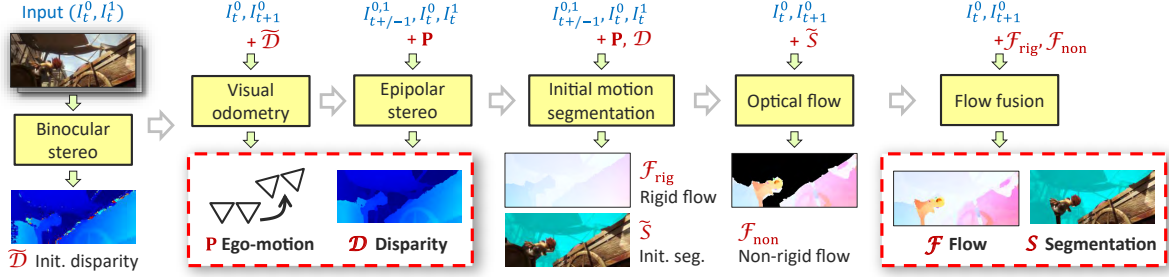 Input (I_t^0, I_t^1)
Binocular
stereo
𝒟̃ Init. disparity
I_t^0, I_{t+1}^0
+ 𝒟̃
Visual
odometry
P Ego-motion
I_{t+/−1}^{0,1}, I_t^0, I_t^1
+ P
Epipolar
stereo
𝒟 Disparity
I_{t+/−1}^{0,1}, I_t^0, I_t^1
+ P, 𝒟
Initial motion
segmentation
ℱ_rig
Rigid flow
S̃
Init. seg.
I_t^0, I_{t+1}^0
+ S̃
Optical flow
ℱ_non
Non-rigid flow
I_t^0, I_{t+1}^0
+ℱ_rig, ℱ_non
Flow fusion
ℱ Flow
S Segmentation